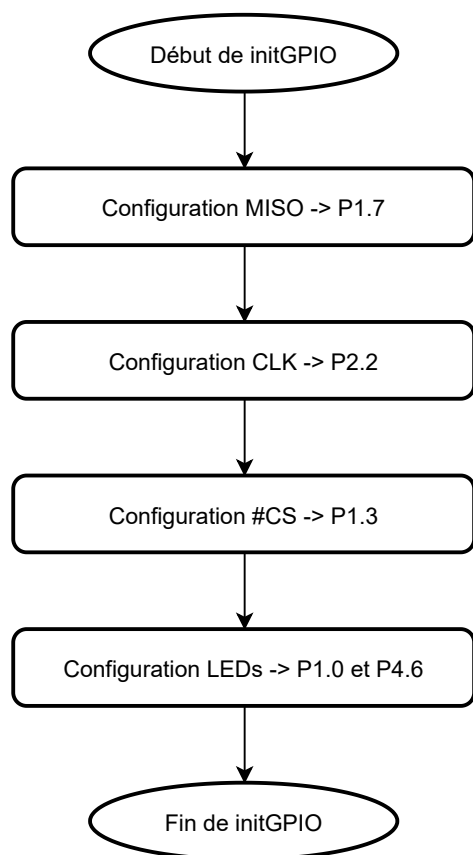 Début de initGPIO
Configuration MISO -> P1.7
Configuration CLK -> P2.2
Configuration #CS -> P1.3
Configuration LEDs -> P1.0 et P4.6
Fin de initGPIO